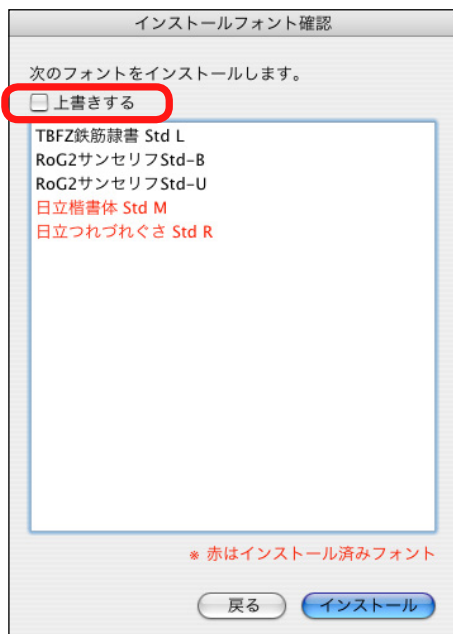 インストールフォント確認
次のフォントをインストールします。
上書きする
TBFZ鉄筋隷書 Std L
RoG2サンセリフStd-B
RoG2サンセリフStd-U
日立楷書体 Std M
日立つれづれぐさ Std R
※ 赤はインストール済みフォント
戻る インストール